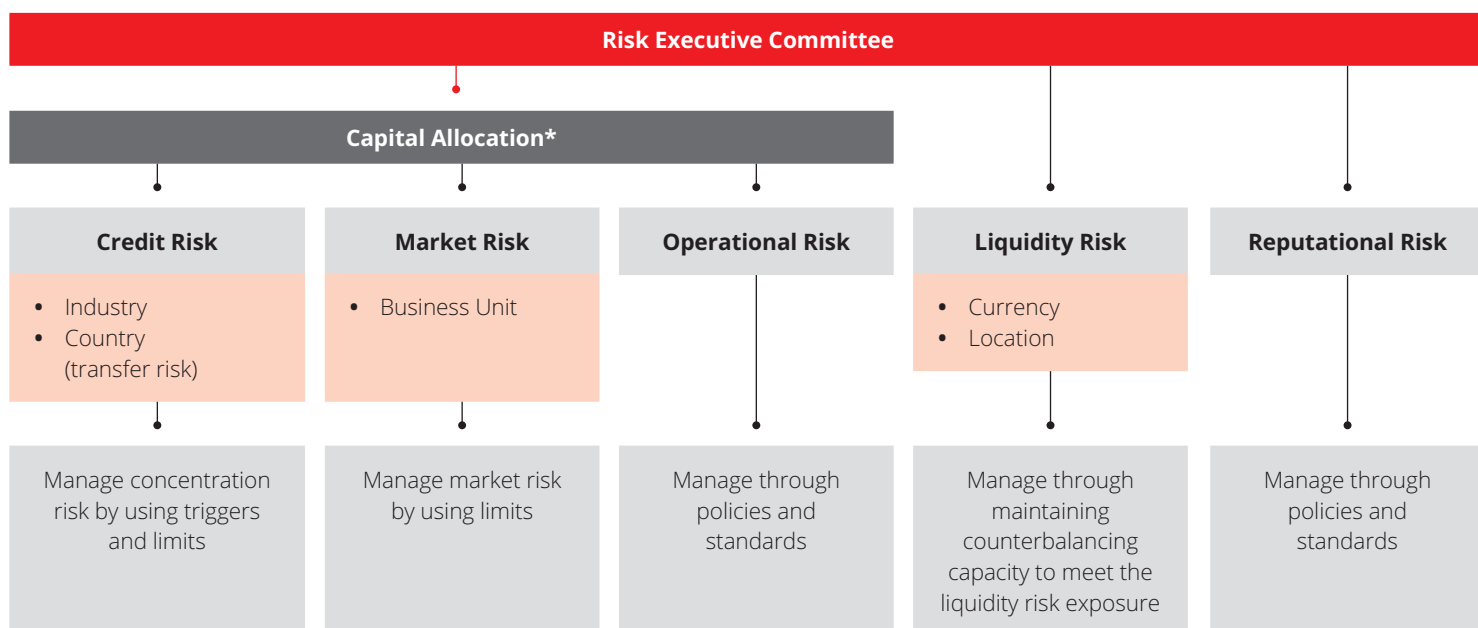 Risk Executive Committee
Capital Allocation*
Credit Risk
Market Risk
Operational Risk
Liquidity Risk
Reputational Risk
• Industry
• Country
(transfer risk)
• Business Unit
• Currency
• Location
Manage concentration
risk by using triggers
and limits
Manage market risk
by using limits
Manage through
policies and
standards
Manage through
maintaining
counterbalancing
capacity to meet the
liquidity risk exposure
Manage through
policies and
standards